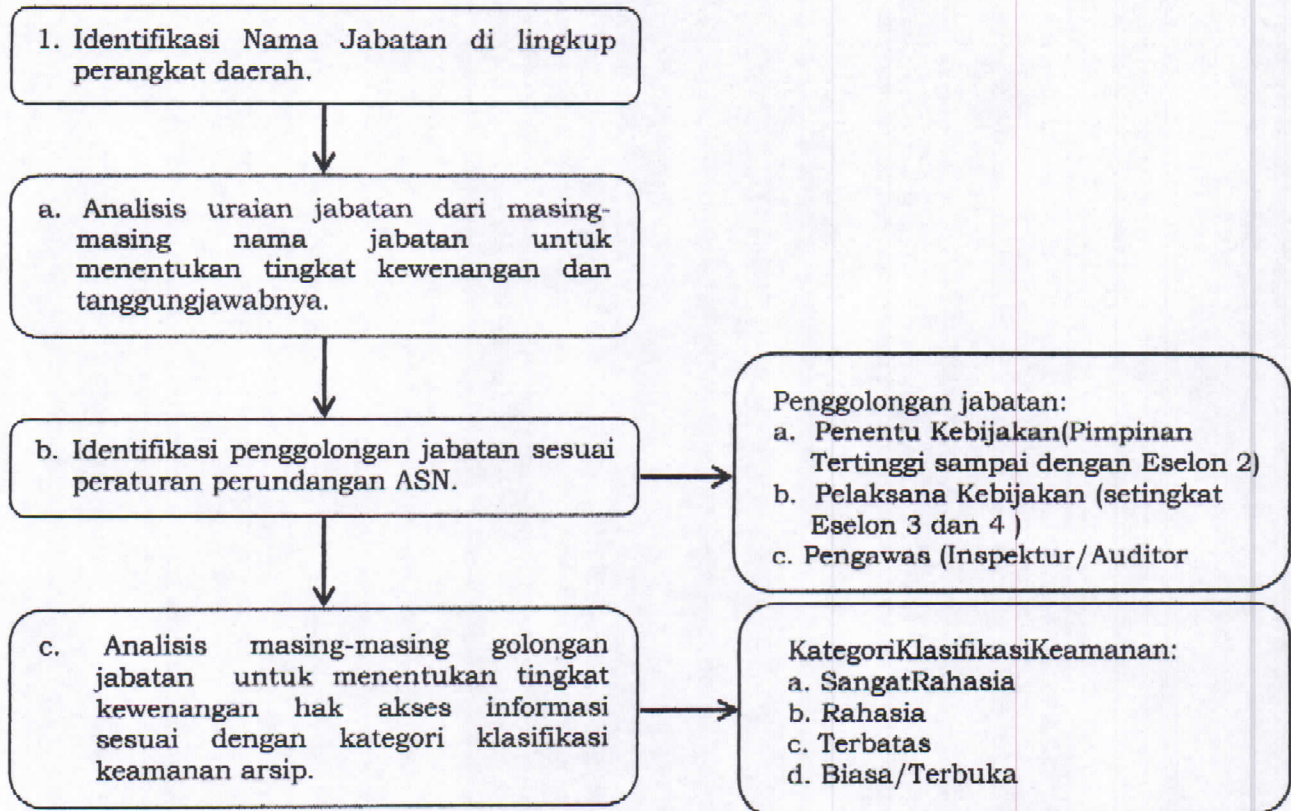 1. Identifikasi Nama Jabatan di lingkup
perangkat daerah.
a. Analisis uraian jabatan dari masing-
masing nama jabatan untuk
menentukan tingkat kewenangan dan
tanggungjawabnya.
b. Identifikasi penggolongan jabatan sesuai
peraturan perundangan ASN.
Penggolongan jabatan:
a. Penentu Kebijakan(Pimpinan
Tertinggi sampai dengan Eselon 2)
b. Pelaksana Kebijakan (setingkat
Eselon 3 dan 4 )
c. Pengawas (Inspektur/Auditor
c. Analisis masing-masing golongan
jabatan untuk menentukan tingkat
kewenangan hak akses informasi
sesuai dengan kategori klasifikasi
keamanan arsip.
KategoriKlasifikasiKeamanan:
a. SangatRahasia
b. Rahasia
c. Terbatas
d. Biasa/Terbuka